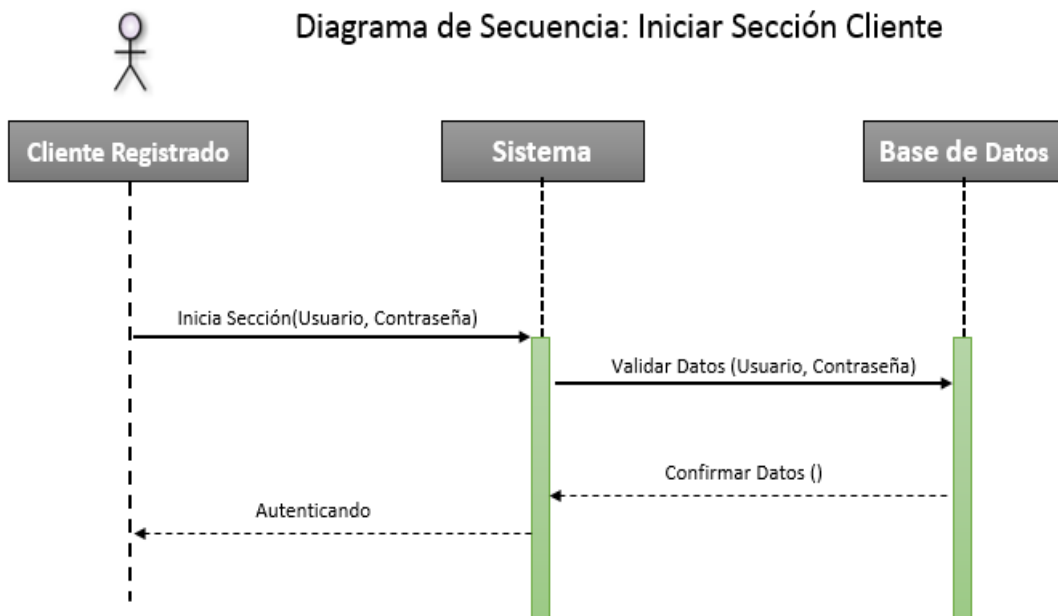 Diagrama de Secuencia: Iniciar Sección Cliente
Cliente Registrado
Sistema
Base de Datos
Inicia Sección(Usuario, Contraseña)
Validar Datos (Usuario, Contraseña)
Confirmar Datos ()
Autenticando